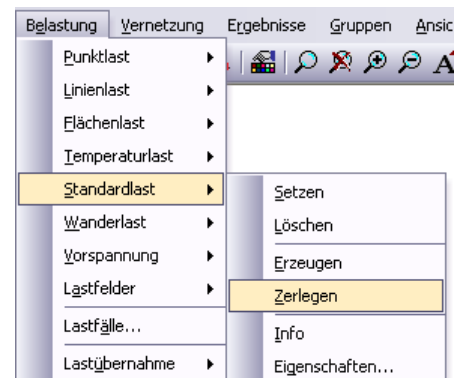 Belastung Vernetzung Ergebnisse Gruppen
Punktlast
Linienlast
Flächenlast
Temperaturlast
Standardlast
Wanderlast
Vorspannung
Lastfelder
Lastfälle...
Lastübernahme
Setzen
Löschen
Erzeugen
Zerlegen
Info
Eigenschaften...